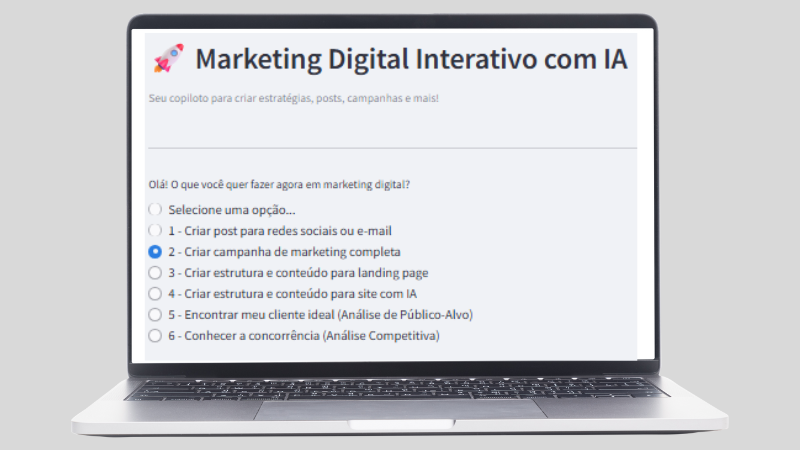 🚀 Marketing Digital Interativo com IA
Seu copiloto para criar estratégias, posts, campanhas e mais!
Olá! O que você quer fazer agora em marketing digital?
Selecione uma opção...
1 - Criar post para redes sociais ou e-mail
2 - Criar campanha de marketing completa
3 - Criar estrutura e conteúdo para landing page
4 - Criar estrutura e conteúdo para site com IA
5 - Encontrar meu cliente ideal (Análise de Público-Alvo)
6 - Conhecer a concorrência (Análise Competitiva)